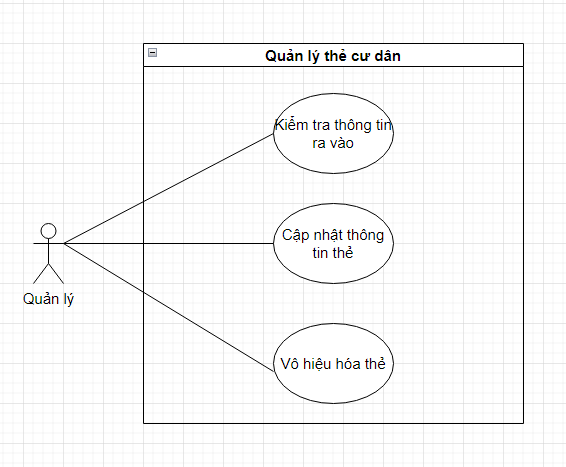 Quản lý thẻ cư dân
Kiểm tra thông tin
ra vào
Cập nhật thông
tin thẻ
Quản lý
Vô hiệu hóa thẻ